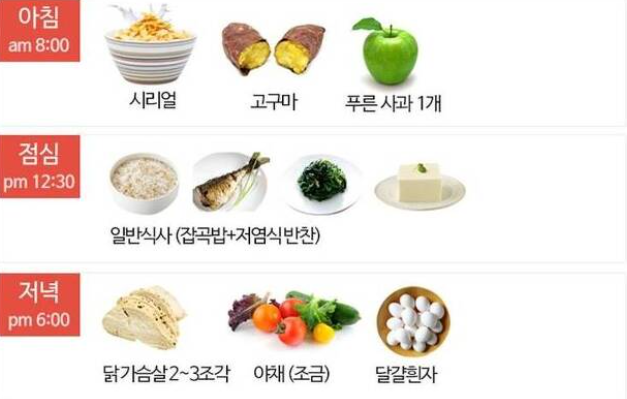 아침
am 8:00
시리얼
고구마
푸른 사과 1개
점심
pm 12:30
일반식사 (잡곡밥+저염식 반찬)
저녁
pm 6:00
닭가슴살 2~3조각
야채 (조금)
달걀흰자